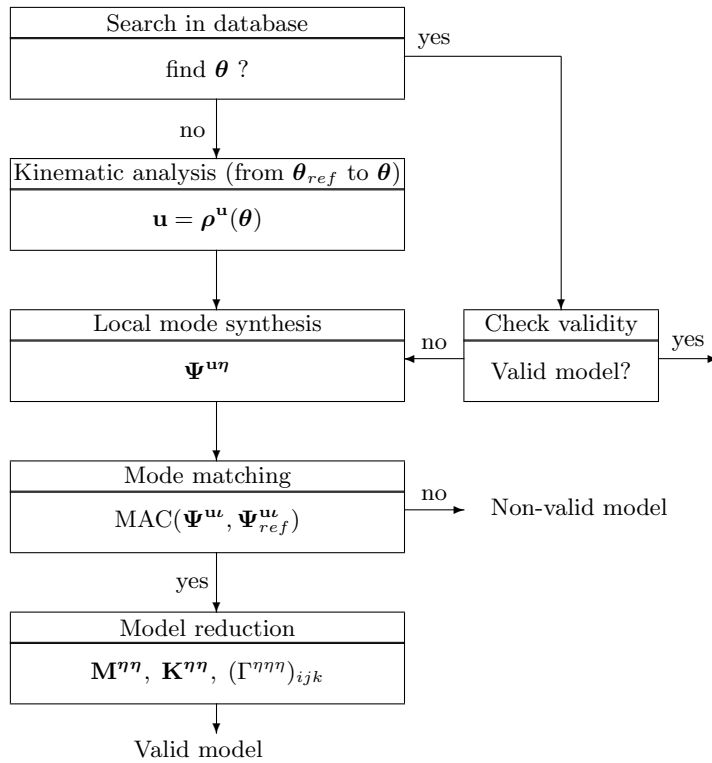 Search in database
yes
find θ ?
no
Kinematic analysis (from θ_ref to θ)
u = ρ^u(θ)
Local mode synthesis
Check validity
no
yes
Ψ^uη
Valid model?
Mode matching
no
MAC(Ψ^uι, Ψ^uι_ref)
Non-valid model
yes
Model reduction
M^ηη, K^ηη, (Γ^ηηη)_ijk
Valid model